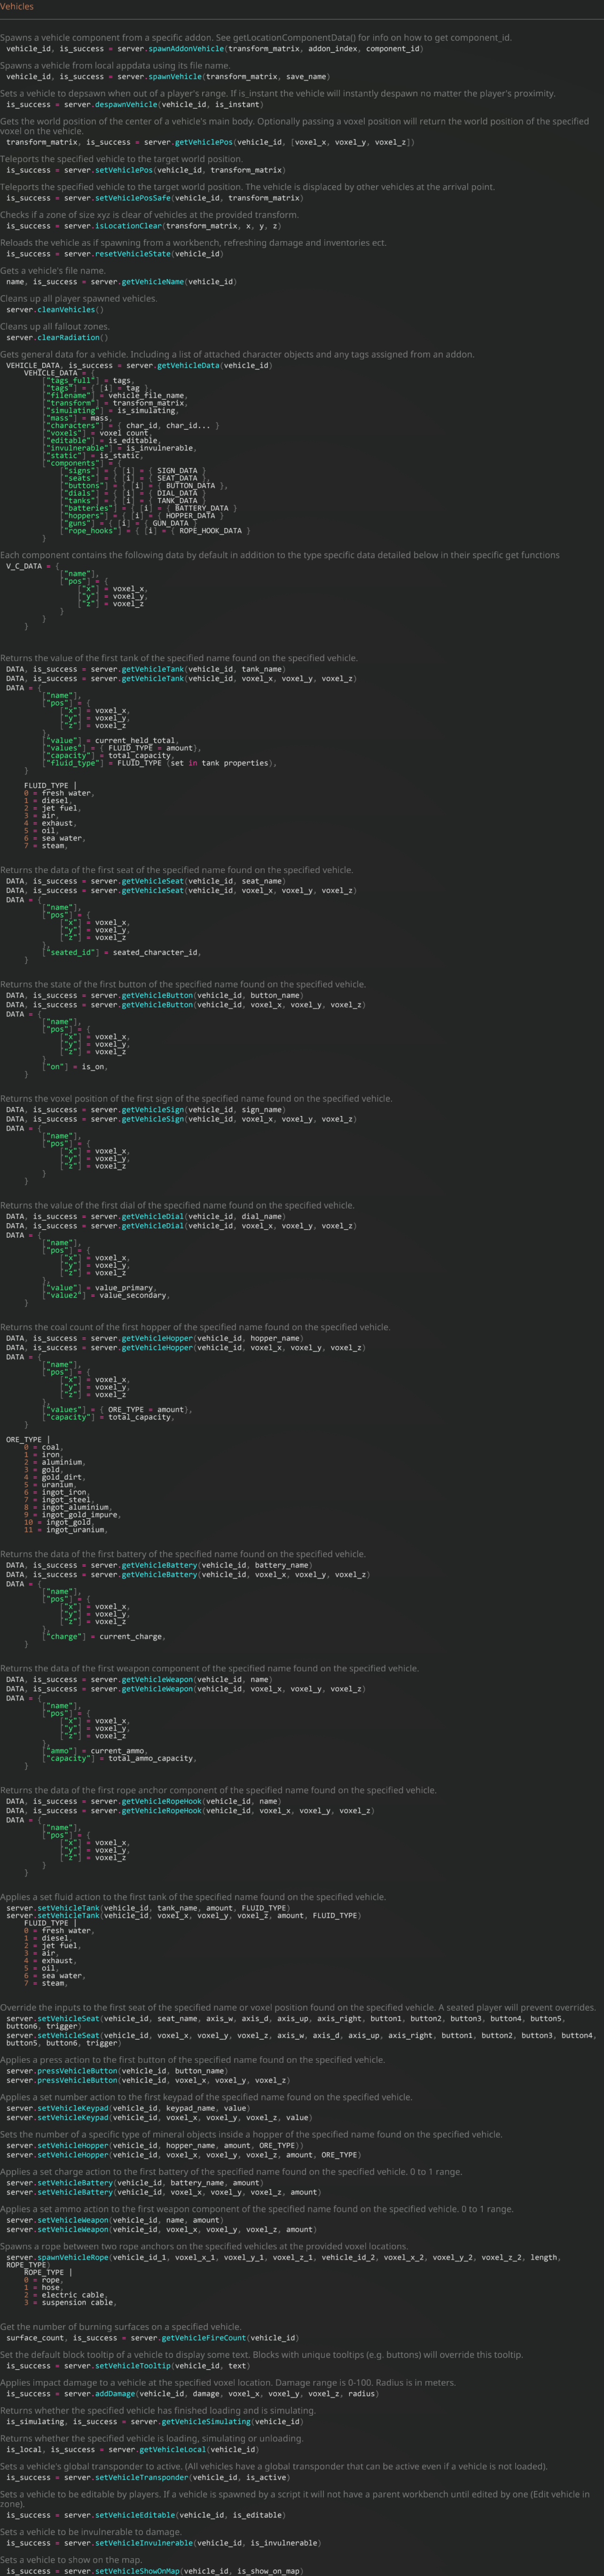 Vehicles
Spawns a vehicle component from a specific addon. See getLocationComponentData() for info on how to get component_id.
vehicle_id, is_success = server.spawnAddonVehicle(transform_matrix, addon_index, component_id)
Spawns a vehicle from local appdata using its file name.
vehicle_id, is_success = server.spawnVehicle(transform_matrix, save_name)
Sets a vehicle to depsawn when out of a player's range. If is_instant the vehicle will instantly despawn no matter the player's proximity.
is_success = server.despawnVehicle(vehicle_id, is_instant)
Gets the world position of the center of a vehicle's main body. Optionally passing a voxel position will return the world position of the specified
voxel on the vehicle.
transform_matrix, is_success = server.getVehiclePos(vehicle_id, [voxel_x, voxel_y, voxel_z])
Teleports the specified vehicle to the target world position.
is_success = server.setVehiclePos(vehicle_id, transform_matrix)
Teleports the specified vehicle to the target world position. The vehicle is displaced by other vehicles at the arrival point.
is_success = server.setVehiclePosSafe(vehicle_id, transform_matrix)
Checks if a zone of size xyz is clear of vehicles at the provided transform.
is_success = server.isLocationClear(transform_matrix, x, y, z)
Reloads the vehicle as if spawning from a workbench, refreshing damage and inventories ect.
is_success = server.resetVehicleState(vehicle_id)
Gets a vehicle's file name.
name, is_success = server.getVehicleName(vehicle_id)
Cleans up all player spawned vehicles.
server.cleanVehicles()
Cleans up all fallout zones.
server.clearRadiation()
Gets general data for a vehicle. Including a list of attached character objects and any tags assigned from an addon.
VEHICLE_DATA, is_success = server.getVehicleData(vehicle_id)
VEHICLE_DATA = {
["tags_full"] = tags,
["tags"] = { [i] = tag },
["filename"] = vehicle_file_name,
["transform"] = transform_matrix,
["simulating"] = is_simulating,
["mass"] = mass,
["characters"] = { char_id, char_id... }
["voxels"] = voxel count,
["editable"] = is_editable,
["invulnerable"] = is_invulnerable,
["static"] = is_static,
["components"] = {
["signs"] = { [i] = { SIGN_DATA }
["seats"] = { [i] = { SEAT_DATA },
["buttons"] = { [i] = { BUTTON_DATA },
["dials"] = { [i] = { DIAL_DATA }
["tanks"] = { [i] = { TANK_DATA }
["batteries"] = { [i] = { BATTERY_DATA }
["hoppers"] = { [i] = { HOPPER_DATA }
["guns"] = { [i] = { GUN_DATA }
["rope_hooks"] = { [i] = { ROPE_HOOK_DATA }
}
Each component contains the following data by default in addition to the type specific data detailed below in their specific get functions
V_C_DATA = {
["name"],
["pos"] = {
["x"] = voxel_x,
["y"] = voxel_y,
["z"] = voxel_z
}
}
}
Returns the value of the first tank of the specified name found on the specified vehicle.
DATA, is_success = server.getVehicleTank(vehicle_id, tank_name)
DATA, is_success = server.getVehicleTank(vehicle_id, voxel_x, voxel_y, voxel_z)
DATA = {
["name"],
["pos"] = {
["x"] = voxel_x,
["y"] = voxel_y,
["z"] = voxel_z
},
["value"] = current_held_total,
["values"] = { FLUID_TYPE = amount},
["capacity"] = total_capacity,
["fluid_type"] = FLUID_TYPE (set in tank properties),
}
FLUID_TYPE |
0 = fresh water,
1 = diesel,
2 = jet fuel,
3 = air,
4 = exhaust,
5 = oil,
6 = sea water,
7 = steam,
Returns the data of the first seat of the specified name found on the specified vehicle.
DATA, is_success = server.getVehicleSeat(vehicle_id, seat_name)
DATA, is_success = server.getVehicleSeat(vehicle_id, voxel_x, voxel_y, voxel_z)
DATA = {
["name"],
["pos"] = {
["x"] = voxel_x,
["y"] = voxel_y,
["z"] = voxel_z
},
["seated_id"] = seated_character_id,
}
Returns the state of the first button of the specified name found on the specified vehicle.
DATA, is_success = server.getVehicleButton(vehicle_id, button_name)
DATA, is_success = server.getVehicleButton(vehicle_id, voxel_x, voxel_y, voxel_z)
DATA = {
["name"],
["pos"] = {
["x"] = voxel_x,
["y"] = voxel_y,
["z"] = voxel_z
},
["on"] = is_on,
}
Returns the voxel position of the first sign of the specified name found on the specified vehicle.
DATA, is_success = server.getVehicleSign(vehicle_id, sign_name)
DATA, is_success = server.getVehicleSign(vehicle_id, voxel_x, voxel_y, voxel_z)
DATA = {
["name"],
["pos"] = {
["x"] = voxel_x,
["y"] = voxel_y,
["z"] = voxel_z
}
}
Returns the value of the first dial of the specified name found on the specified vehicle.
DATA, is_success = server.getVehicleDial(vehicle_id, dial_name)
DATA, is_success = server.getVehicleDial(vehicle_id, voxel_x, voxel_y, voxel_z)
DATA = {
["name"],
["pos"] = {
["x"] = voxel_x,
["y"] = voxel_y,
["z"] = voxel_z
},
["value"] = value_primary,
["value2"] = value_secondary,
}
Returns the coal count of the first hopper of the specified name found on the specified vehicle.
DATA, is_success = server.getVehicleHopper(vehicle_id, hopper_name)
DATA, is_success = server.getVehicleHopper(vehicle_id, voxel_x, voxel_y, voxel_z)
DATA = {
["name"],
["pos"] = {
["x"] = voxel_x,
["y"] = voxel_y,
["z"] = voxel_z
},
["values"] = { ORE_TYPE = amount},
["capacity"] = total_capacity,
}
ORE_TYPE |
0 = coal,
1 = iron,
2 = aluminium,
3 = gold,
4 = gold_dirt,
5 = uranium,
6 = ingot_iron,
7 = ingot_steel,
8 = ingot_aluminium,
9 = ingot_gold_impure,
10 = ingot_gold,
11 = ingot_uranium,
Returns the data of the first battery of the specified name found on the specified vehicle.
DATA, is_success = server.getVehicleBattery(vehicle_id, battery_name)
DATA, is_success = server.getVehicleBattery(vehicle_id, voxel_x, voxel_y, voxel_z)
DATA = {
["name"],
["pos"] = {
["x"] = voxel_x,
["y"] = voxel_y,
["z"] = voxel_z
},
["charge"] = current_charge,
}
Returns the data of the first weapon component of the specified name found on the specified vehicle.
DATA, is_success = server.getVehicleWeapon(vehicle_id, name)
DATA, is_success = server.getVehicleWeapon(vehicle_id, voxel_x, voxel_y, voxel_z)
DATA = {
["name"],
["pos"] = {
["x"] = voxel_x,
["y"] = voxel_y,
["z"] = voxel_z
},
["ammo"] = current_ammo,
["capacity"] = total_ammo_capacity,
}
Returns the data of the first rope anchor component of the specified name found on the specified vehicle.
DATA, is_success = server.getVehicleRopeHook(vehicle_id, name)
DATA, is_success = server.getVehicleRopeHook(vehicle_id, voxel_x, voxel_y, voxel_z)
DATA = {
["name"],
["pos"] = {
["x"] = voxel_x,
["y"] = voxel_y,
["z"] = voxel_z
}
}
Applies a set fluid action to the first tank of the specified name found on the specified vehicle.
server.setVehicleTank(vehicle_id, tank_name, amount, FLUID_TYPE)
server.setVehicleTank(vehicle_id, voxel_x, voxel_y, voxel_z, amount, FLUID_TYPE)
FLUID_TYPE |
0 = fresh water,
1 = diesel,
2 = jet fuel,
3 = air,
4 = exhaust,
5 = oil,
6 = sea water,
7 = steam,
Override the inputs to the first seat of the specified name or voxel position found on the specified vehicle. A seated player will prevent overrides.
server.setVehicleSeat(vehicle_id, seat_name, axis_w, axis_d, axis_up, axis_right, button1, button2, button3, button4, button5,
button6, trigger)
server.setVehicleSeat(vehicle_id, voxel_x, voxel_y, voxel_z, axis_w, axis_d, axis_up, axis_right, button1, button2, button3, button4,
button5, button6, trigger)
Applies a press action to the first button of the specified name found on the specified vehicle.
server.pressVehicleButton(vehicle_id, button_name)
server.pressVehicleButton(vehicle_id, voxel_x, voxel_y, voxel_z)
Applies a set number action to the first keypad of the specified name found on the specified vehicle.
server.setVehicleKeypad(vehicle_id, keypad_name, value)
server.setVehicleKeypad(vehicle_id, voxel_x, voxel_y, voxel_z, value)
Sets the number of a specific type of mineral objects inside a hopper of the specified name found on the specified vehicle.
server.setVehicleHopper(vehicle_id, hopper_name, amount, ORE_TYPE))
server.setVehicleHopper(vehicle_id, voxel_x, voxel_y, voxel_z, amount, ORE_TYPE)
Applies a set charge action to the first battery of the specified name found on the specified vehicle. 0 to 1 range.
server.setVehicleBattery(vehicle_id, battery_name, amount)
server.setVehicleBattery(vehicle_id, voxel_x, voxel_y, voxel_z, amount)
Applies a set ammo action to the first weapon component of the specified name found on the specified vehicle. 0 to 1 range.
server.setVehicleWeapon(vehicle_id, name, amount)
server.setVehicleWeapon(vehicle_id, voxel_x, voxel_y, voxel_z, amount)
Spawns a rope between two rope anchors on the specified vehicles at the provided voxel locations.
server.spawnVehicleRope(vehicle_id_1, voxel_x_1, voxel_y_1, voxel_z_1, vehicle_id_2, voxel_x_2, voxel_y_2, voxel_z_2, length,
ROPE_TYPE)
ROPE_TYPE |
0 = rope,
1 = hose,
2 = electric cable,
3 = suspension cable,
Get the number of burning surfaces on a specified vehicle.
surface_count, is_success = server.getVehicleFireCount(vehicle_id)
Set the default block tooltip of a vehicle to display some text. Blocks with unique tooltips (e.g. buttons) will override this tooltip.
is_success = server.setVehicleTooltip(vehicle_id, text)
Applies impact damage to a vehicle at the specified voxel location. Damage range is 0-100. Radius is in meters.
is_success = server.addDamage(vehicle_id, damage, voxel_x, voxel_y, voxel_z, radius)
Returns whether the specified vehicle has finished loading and is simulating.
is_simulating, is_success = server.getVehicleSimulating(vehicle_id)
Returns whether the specified vehicle is loading, simulating or unloading.
is_local, is_success = server.getVehicleLocal(vehicle_id)
Sets a vehicle's global transponder to active. (All vehicles have a global transponder that can be active even if a vehicle is not loaded).
is_success = server.setVehicleTransponder(vehicle_id, is_active)
Sets a vehicle to be editable by players. If a vehicle is spawned by a script it will not have a parent workbench until edited by one (Edit vehicle in
zone).
is_success = server.setVehicleEditable(vehicle_id, is_editable)
Sets a vehicle to be invulnerable to damage.
is_success = server.setVehicleInvulnerable(vehicle_id, is_invulnerable)
Sets a vehicle to show on the map.
is_success = server.setVehicleShowOnMap(vehicle_id, is_show_on_map)